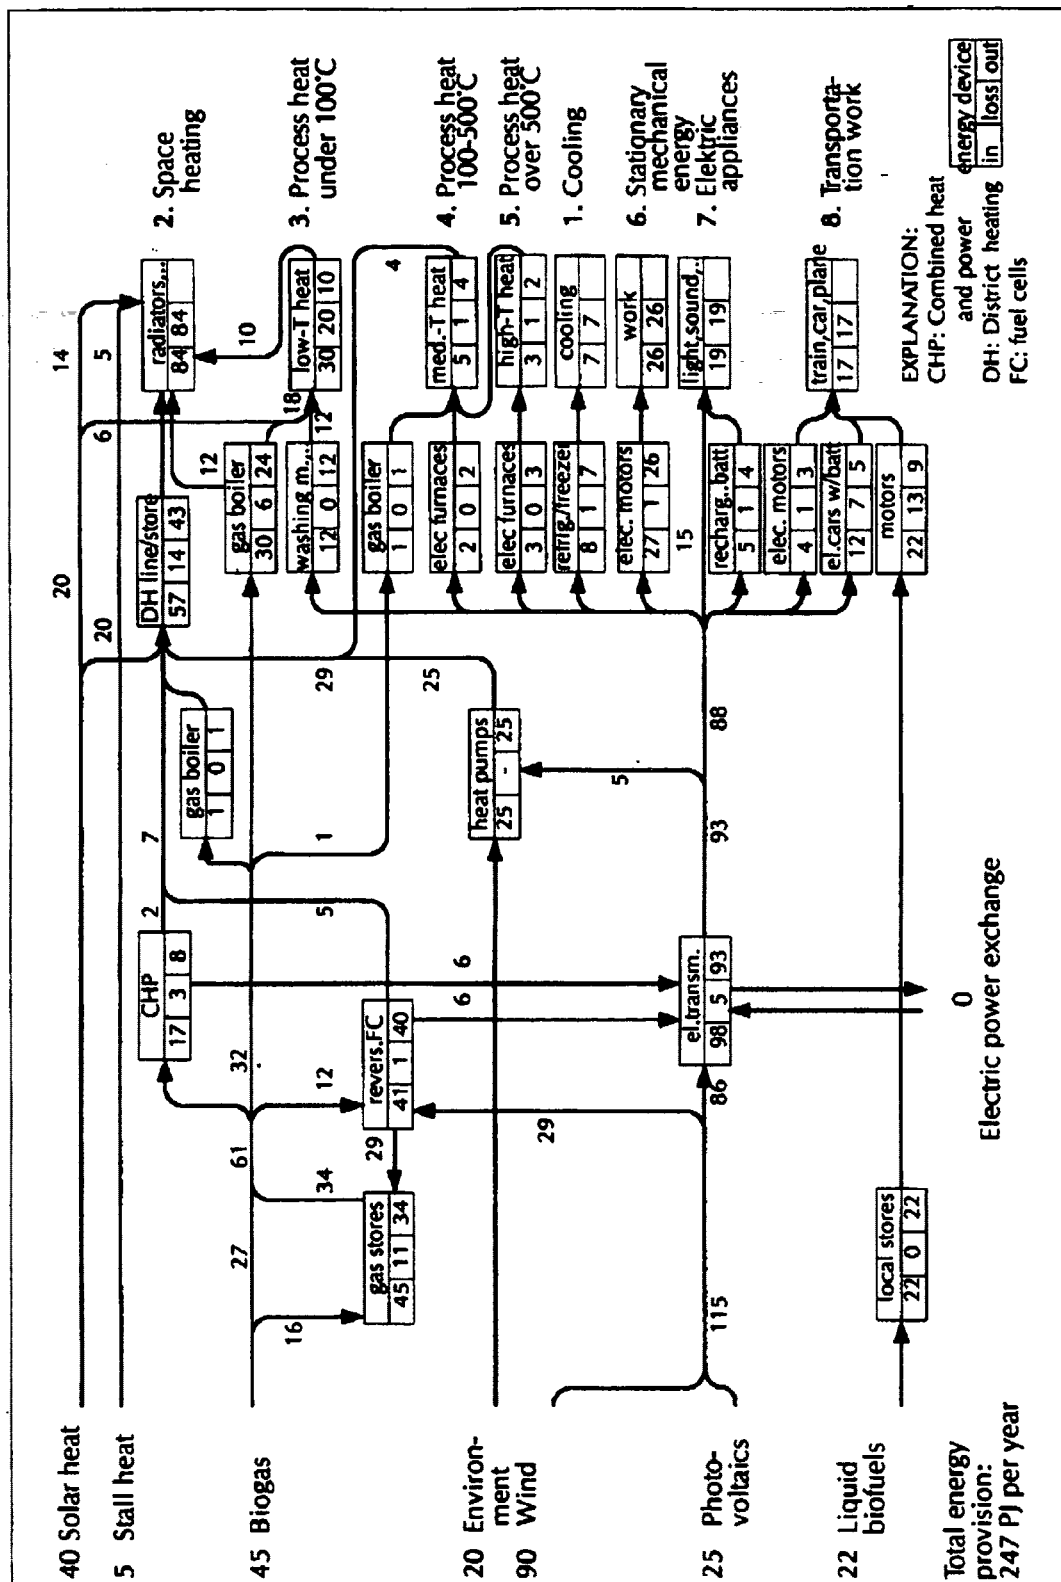 40 Solar heat
5 Stall heat
45 Biogas
20 Environ-
ment
90 Wind
25 Photo-
voltaics
22 Liquid
biofuels
Total energy
provision:
247 PJ per year
16
27
gas stores
45 11 34
34
61
29
115
local stores
22 0 22
29
12
32
revers.FC
41 1 40
86
CHP
17 3 8
6
6
el.transm.
98 5 93
0
Electric power exchange
2
5
7
1
gas boiler
1 0 1
heat pumps
25 - 25
5
93
88
20
20
29
25
DH line/store
57 14 43
12
gas boiler
30 6 24
washing m,..
12 0 12
gas boiler
1 0 1
elec furnaces
2 0 2
elec furnaces
3 0 3
refrig./freezer
8 1 7
elec. motors
27 1 26
15
recharg..batt
5 1 4
elec. motors
4 1 3
el.cars w/batt
12 7 5
motors
22 13 9
14
6
5
18
12
10
4
radiators,..
84 84
low-T heat
30 20 10
med.-T heat
5 1 4
high-T heat
3 1 2
cooling
7 7
work
26 26
light,sound,..
19 19
train,car,plane
17 17
2. Space
heating
3. Process heat
under 100°C
4. Process heat
100-500°C
5. Process heat
over 500°C
1. Cooling
6. Stationary
mechanical
energy
7. Elektric
appliances
8. Transporta-
tion work
EXPLANATION:
CHP: Combined heat
and power
DH: District heating
FC: fuel cells
energy device
in loss out